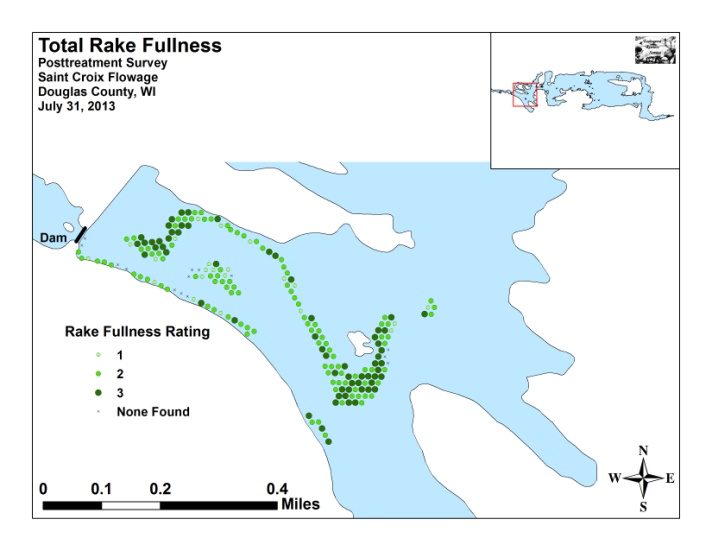 Total Rake Fullness
Posttreatment Survey
Saint Croix Flowage
Douglas County, WI
July 31, 2013
Dam
Rake Fullness Rating
1
2
3
None Found
N
W E
S
0 0.1 0.2 0.4
Miles